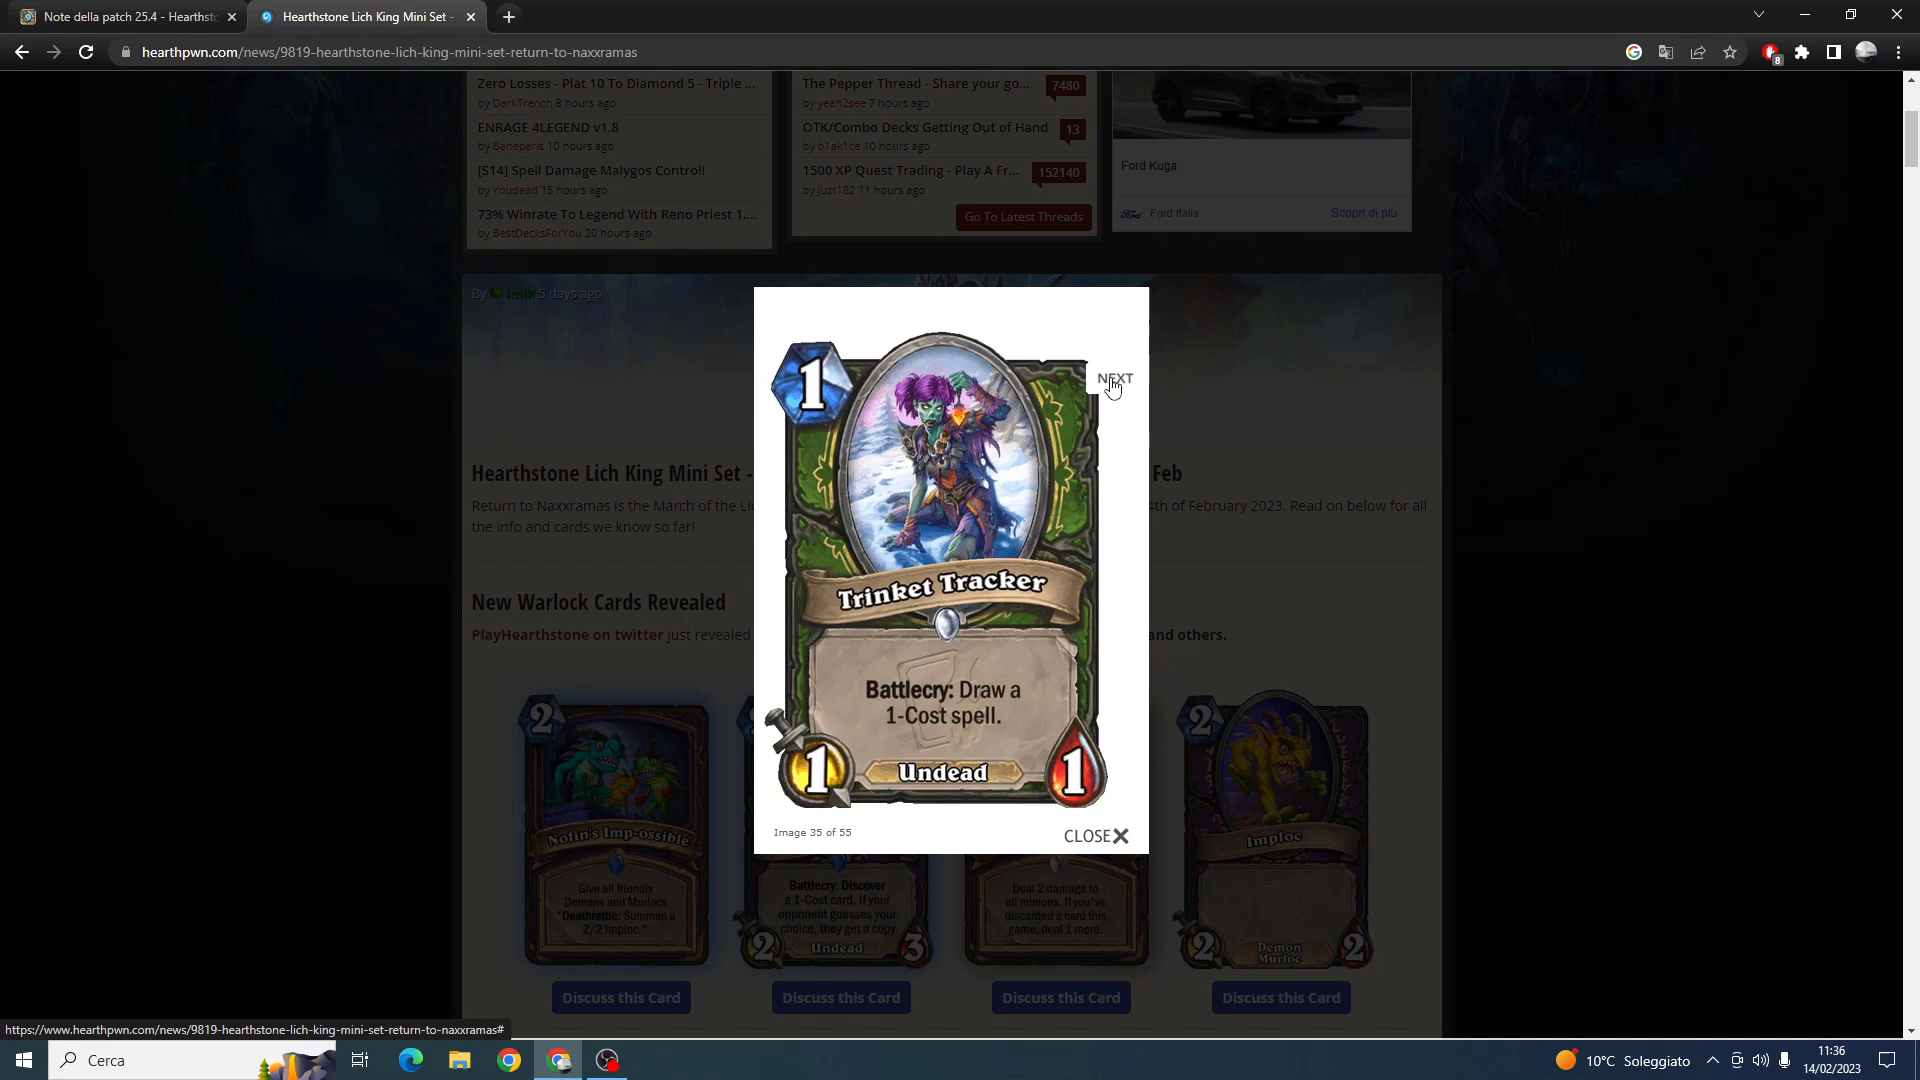 Note della patch 25.4 - Hearthst
Hearthstone Lich King Mini Set -
hearthpwn.com/news/9819-hearthstone-lich-king-mini-set-return-to-naxxramas
8
Zero Losses - Plat 10 To Diamond 5 - Triple ...
by DarkTrench 8 hours ago
ENRAGE 4LEGEND v1.8
by Baneparis 10 hours ago
[S14] Spell Damage Malygos Control!
by Youdead 15 hours ago
73% Winrate To Legend With Reno Priest 1....
by BestDecksForYou 20 hours ago
The Pepper Thread - Share your go...
7480
by yeah2see 7 hours ago
OTK/Combo Decks Getting Out of Hand
13
by b1ak1ce 10 hours ago
1500 XP Quest Trading - Play A Fr...
152140
by Juzt182 11 hours ago
Go To Latest Threads
Ford Kuga
Ford
Ford Italia
Scopri di più
By Imik 5 days ago
Hearthstone Lich King Mini Set -
Feb
Return to Naxxramas is the March of the Lic
4th of February 2023. Read on below for all
the info and cards we know so far!
New Warlock Cards Revealed
PlayHearthstone on twitter just revealed
and others.
1
NEXT
Trinket Tracker
Battlecry: Draw a
1-Cost spell.
1
Undead
1
Image 35 of 55
CLOSE
2
Nofin's Imp-ossible
Give all friendly
Demons and Murlocs
"Deathrattle: Summon a
2/2 Imploc."
Battlecry: Discover
a 1-Cost card. If your
opponent guesses your
choice, they get a copy.
2
Undead
3
Deal 2 damage to
all minions. If you've
discarded a card this
game, deal 1 more.
2
Imploc
2
Demon
Murloc
2
Discuss this Card
Discuss this Card
Discuss this Card
Discuss this Card
https://www.hearthpwn.com/news/9819-hearthstone-lich-king-mini-set-return-to-naxxramas#
Cerca
10°C Soleggiato
11:36
14/02/2023